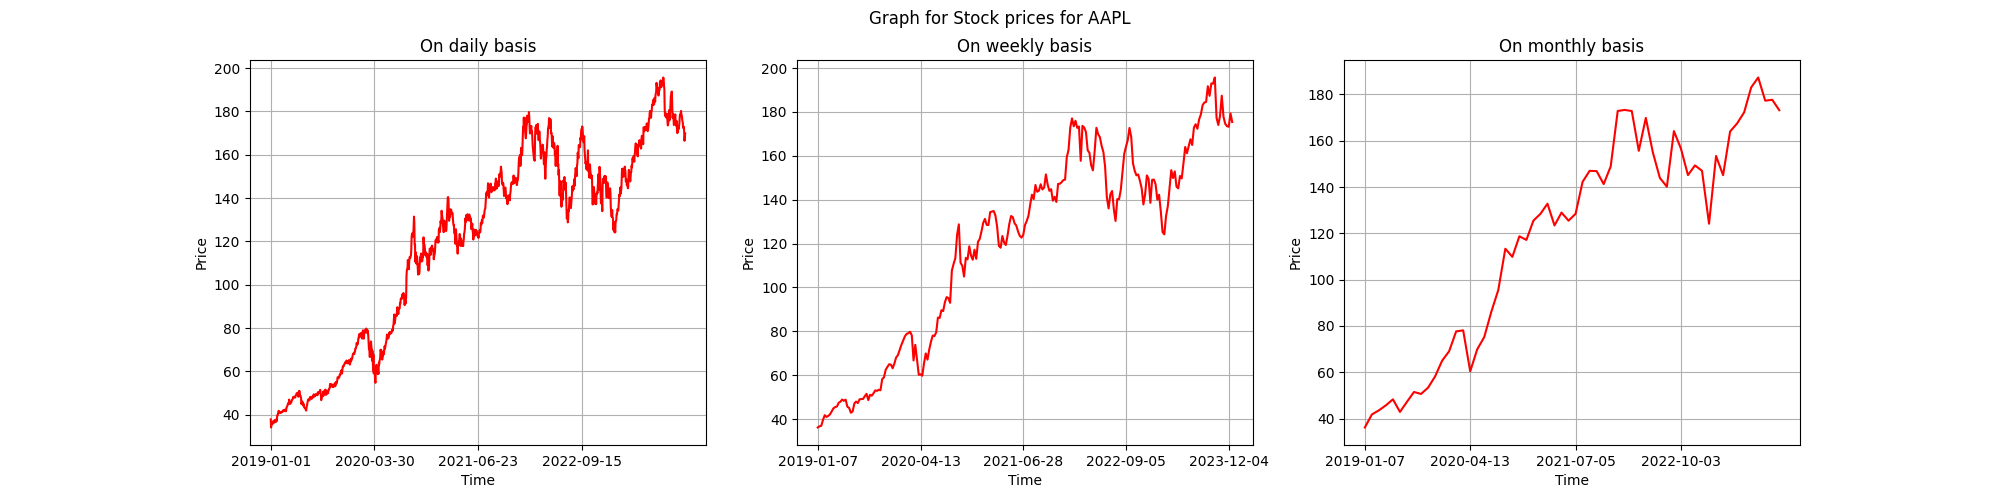 Graph for Stock prices for AAPL
On daily basis
200
180
160
140
120
100
80
60
40
Price
2019-01-01 2020-03-30 2021-06-23 2022-09-15
Time
On weekly basis
200
180
160
140
120
100
80
60
40
Price
2019-01-07 2020-04-13 2021-06-28 2022-09-05 2023-12-04
Time
On monthly basis
180
160
140
120
100
80
60
40
Price
2019-01-07 2020-04-13 2021-07-05 2022-10-03
Time